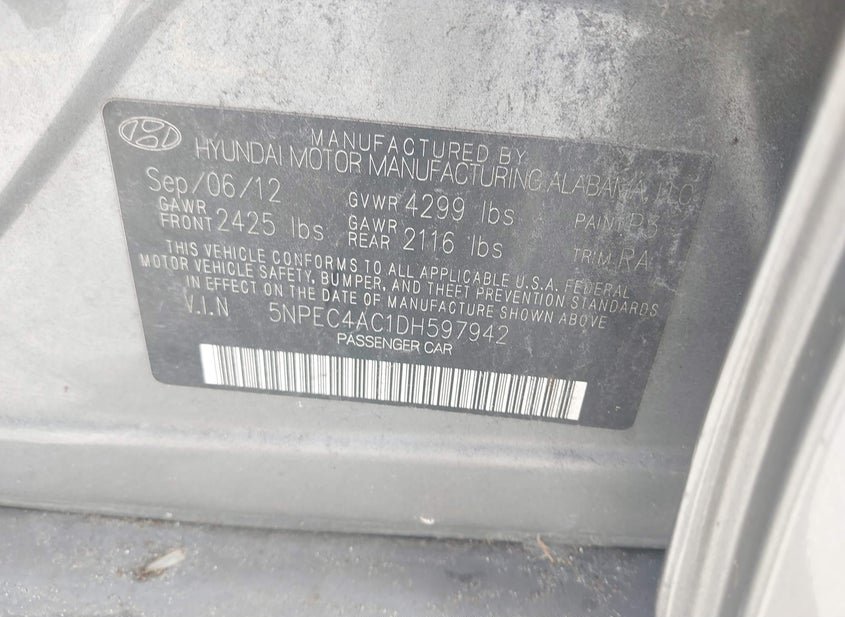 MANUFACTURED BY
HYUNDAI MOTOR MANUFACTURING ALABAMA, LLC
Sep/06/12 GVWR 4299 lbs PAINT: P3
GAWR FRONT 2425 lbs GAWR REAR 2116 lbs TRIM: RA
THIS VEHICLE CONFORMS TO ALL APPLICABLE U.S.A. FEDERAL
MOTOR VEHICLE SAFETY, BUMPER, AND THEFT PREVENTION STANDARDS
IN EFFECT ON THE DATE OF MANUFACTURE SHOWN ABOVE
V.I.N 5NPEC4AC1DH597942
PASSENGER CAR